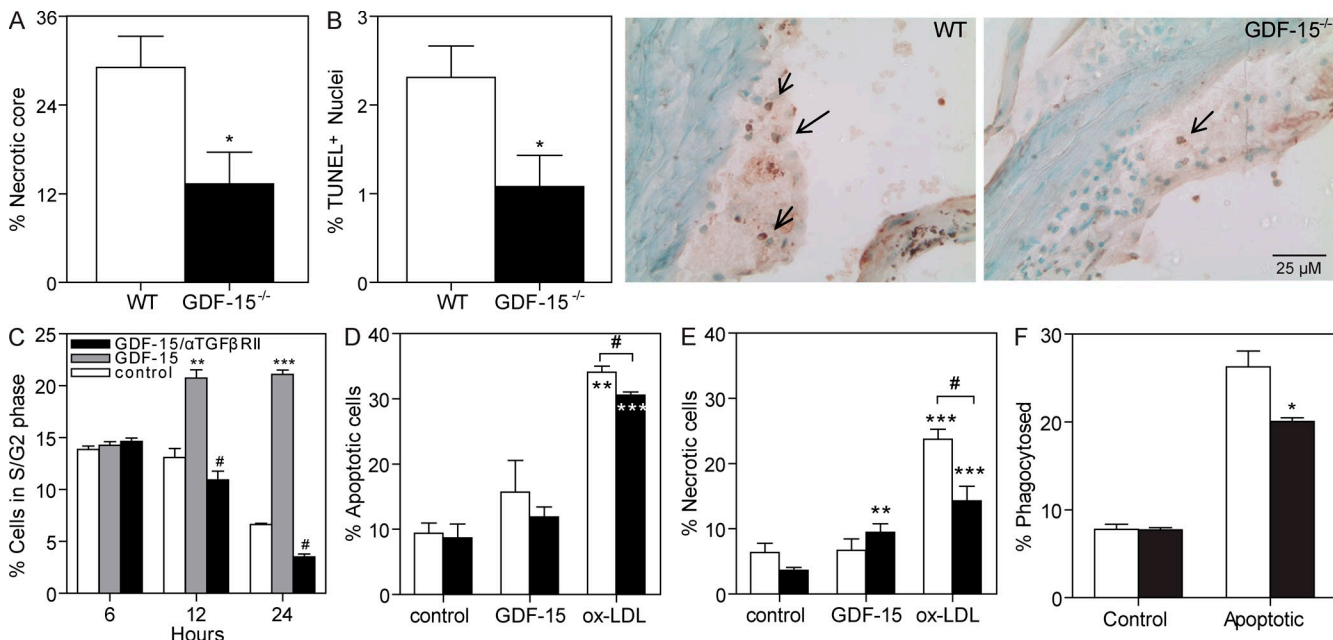 A
36
24
12
0
% Necrotic core
*
WT
GDF-15-/-
B
3
2
1
0
% TUNEL+ Nuclei
*
WT
GDF-15-/-
WT
GDF-15-/-
25 µM
C
25
20
15
10
5
0
% Cells in S/G2 phase
GDF-15/αTGFβRII
GDF-15
control
**
***
#
#
6
12
24
Hours
D
40
30
20
10
0
% Apoptotic cells
#
**
***
control
GDF-15
ox-LDL
E
40
30
20
10
0
% Necrotic cells
**
#
***
***
control
GDF-15
ox-LDL
F
30
20
10
0
% Phagocytosed
*
Control
Apoptotic